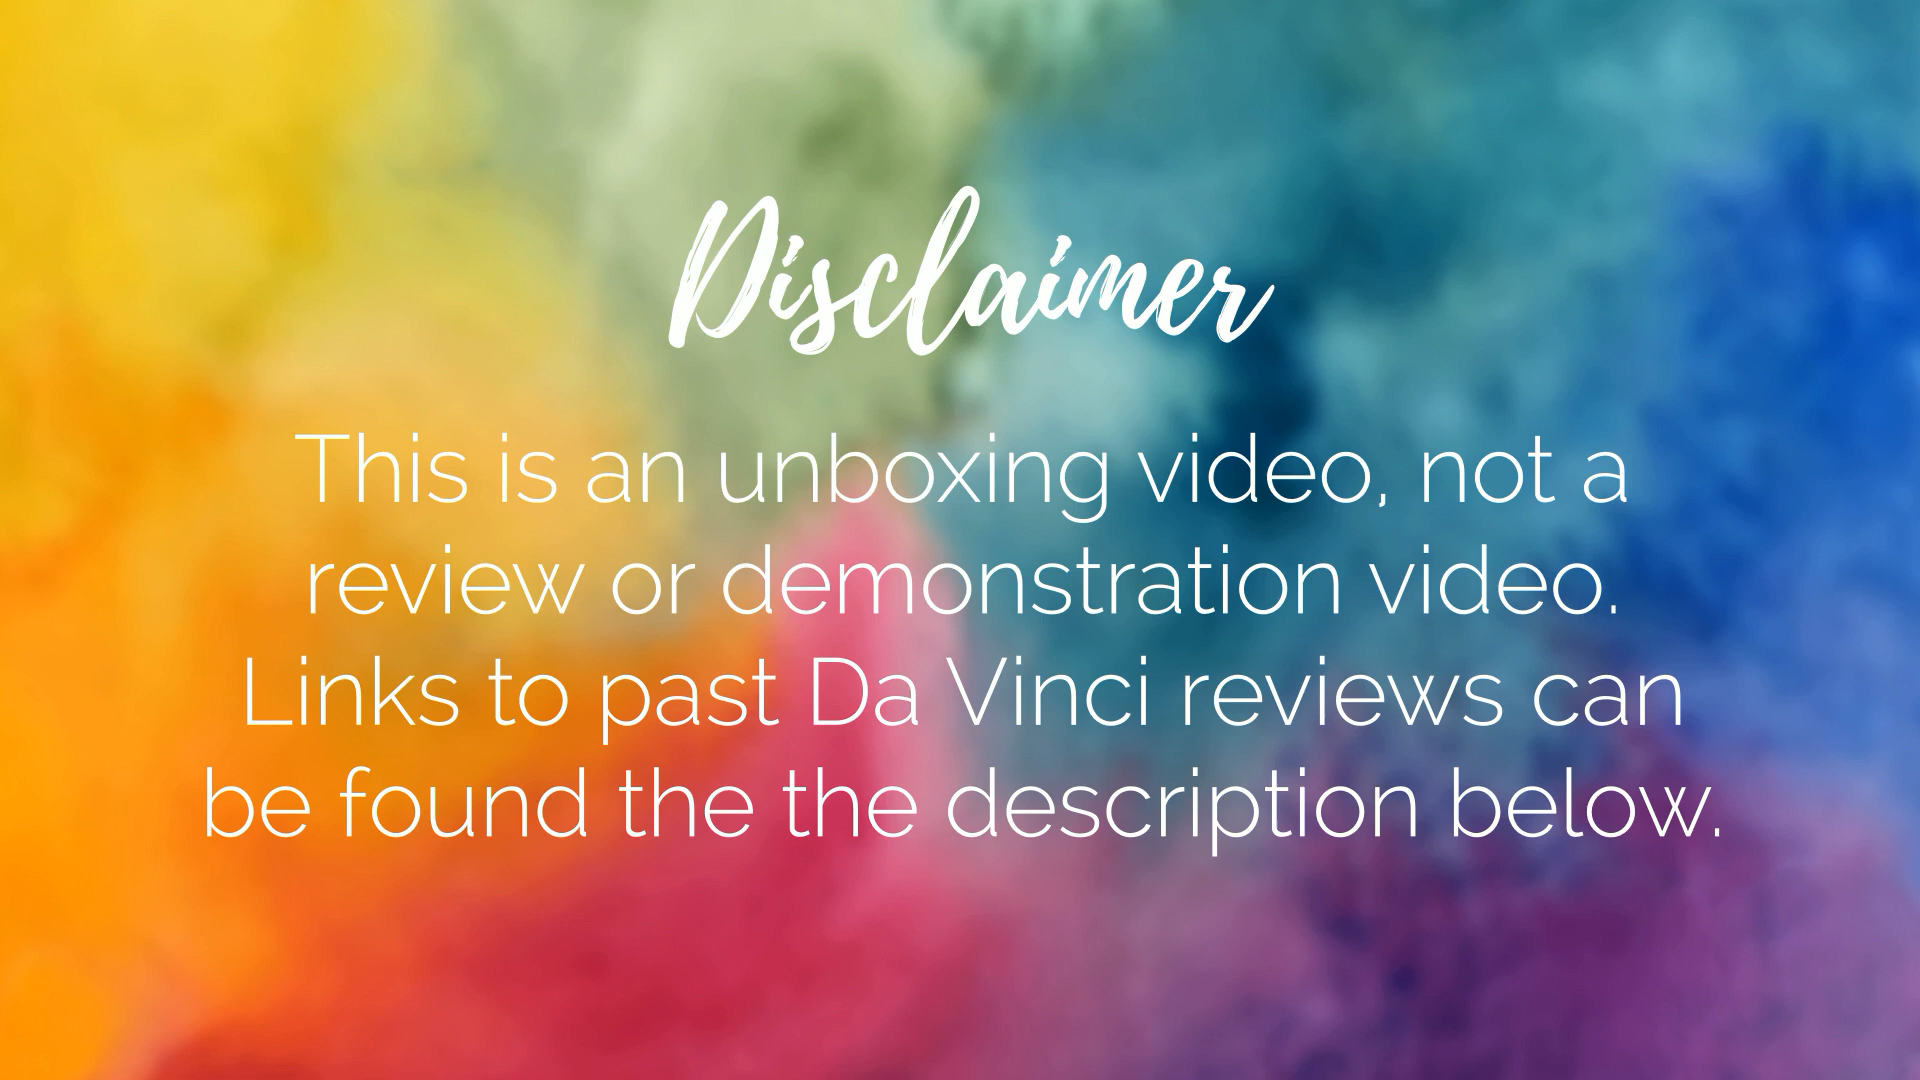 Disclaimer
This is an unboxing video, not a
review or demonstration video.
Links to past Da Vinci reviews can
be found the the description below.